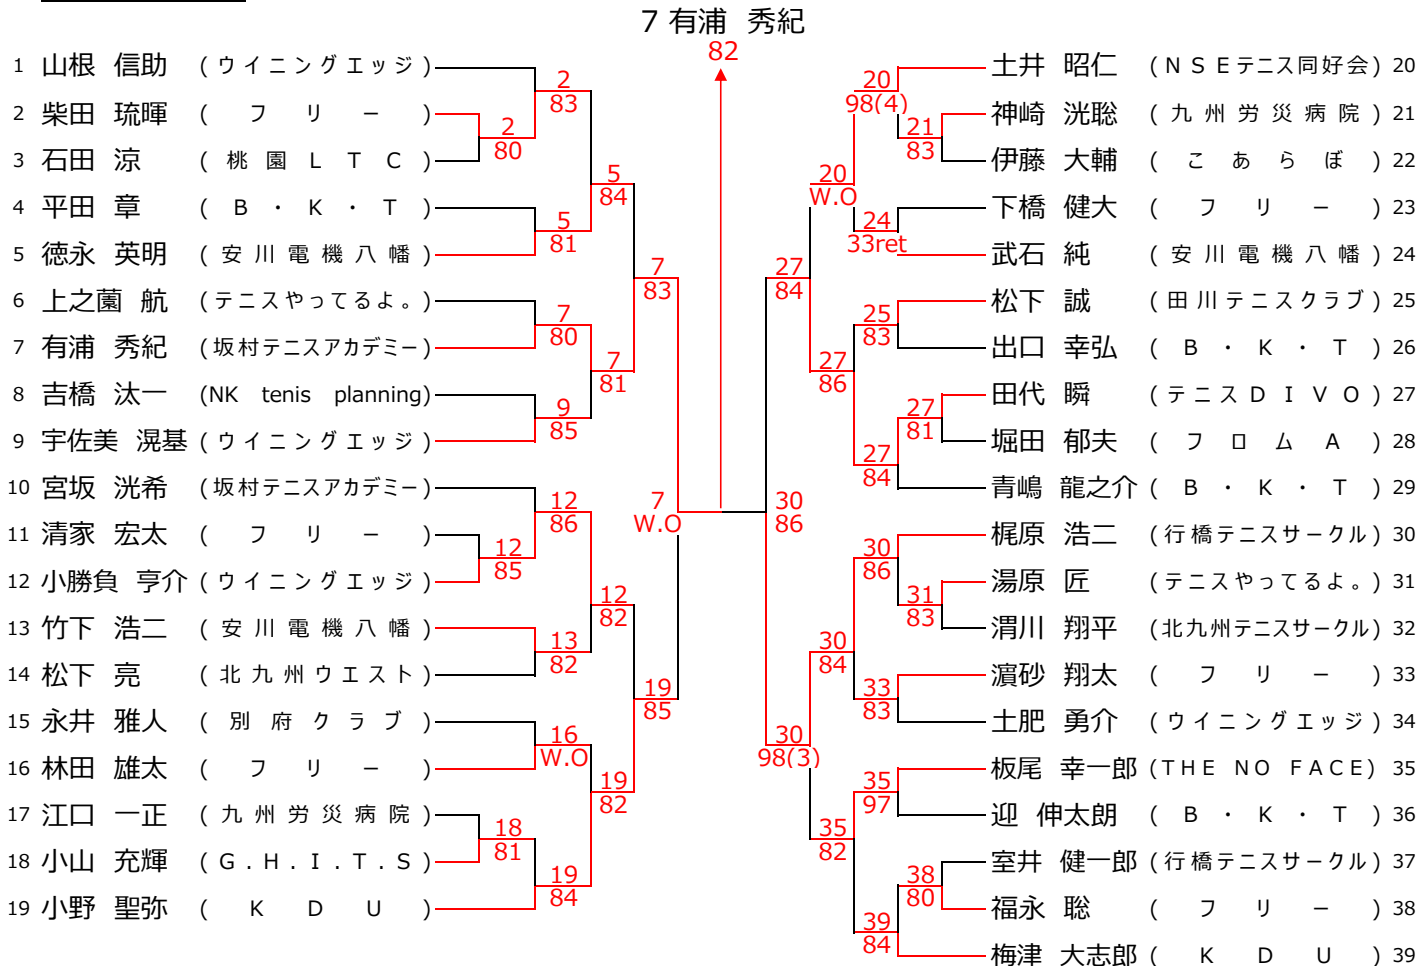 7 有浦 秀紀
82
1 山根 信助 (ウイニングエッジ)
2 柴田 琉暉 (フリー)
3 石田 涼 (桃園LTC)
4 平田 章 (B・K・T)
5 徳永 英明 (安川電機八幡)
6 上之薗 航 (テニスやってるよ。)
7 有浦 秀紀 (坂村テニスアカデミー)
8 吉橋 汰一 (NK tenis planning)
9 宇佐美 滉基 (ウイニングエッジ)
10 宮坂 洸希 (坂村テニスアカデミー)
11 清家 宏太 (フリー)
12 小勝負 亨介 (ウイニングエッジ)
13 竹下 浩二 (安川電機八幡)
14 松下 亮 (北九州ウエスト)
15 永井 雅人 (別府クラブ)
16 林田 雄太 (フリー)
17 江口 一正 (九州労災病院)
18 小山 充輝 (G.H.I.T.S)
19 小野 聖弥 (KDU)
2
80
12
85
18
81
2
83
5
81
7
80
9
85
12
86
13
82
16
W.O
19
84
5
84
7
81
12
82
19
82
7
83
19
85
7
W.O
30
86
27
84
30
98(3)
20
W.O
27
86
30
84
35
82
20
98(4)
24
33ret
25
83
27
84
30
86
33
83
35
97
39
84
21
83
27
81
31
83
38
80
土井 昭仁 (NSEテニス同好会) 20
神崎 洸聡 (九州労災病院) 21
伊藤 大輔 (こあらぼ) 22
下橋 健大 (フリー) 23
武石 純 (安川電機八幡) 24
松下 誠 (田川テニスクラブ) 25
出口 幸弘 (B・K・T) 26
田代 瞬 (テニスDIVO) 27
堀田 郁夫 (フロムA) 28
青嶋 龍之介 (B・K・T) 29
梶原 浩二 (行橋テニスサークル) 30
湯原 匠 (テニスやってるよ。) 31
渭川 翔平 (北九州テニスサークル) 32
濵砂 翔太 (フリー) 33
土肥 勇介 (ウイニングエッジ) 34
板尾 幸一郎 (THE NO FACE) 35
迎 伸太朗 (B・K・T) 36
室井 健一郎 (行橋テニスサークル) 37
福永 聡 (フリー) 38
梅津 大志郎 (KDU) 39